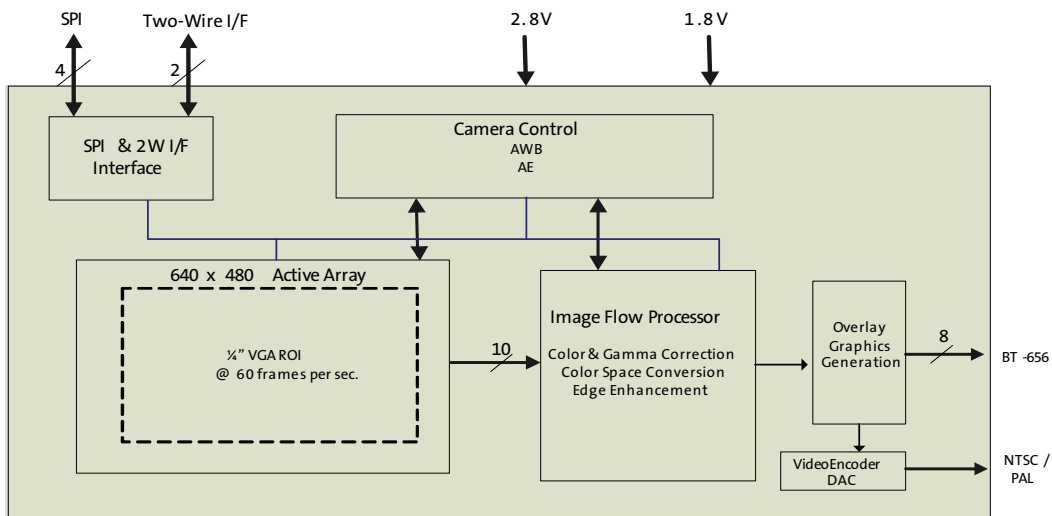 SPI
Two-Wire I/F
2.8V
1.8V
4
2
SPI & 2W I/F
Interface
Camera Control
AWB
AE
640 x 480 Active Array
¼” VGA ROI
@ 60 frames per sec.
10
Image Flow Processor
Color & Gamma Correction
Color Space Conversion
Edge Enhancement
Overlay
Graphics
Generation
8
BT -656
VideoEncoder
DAC
NTSC /
PAL